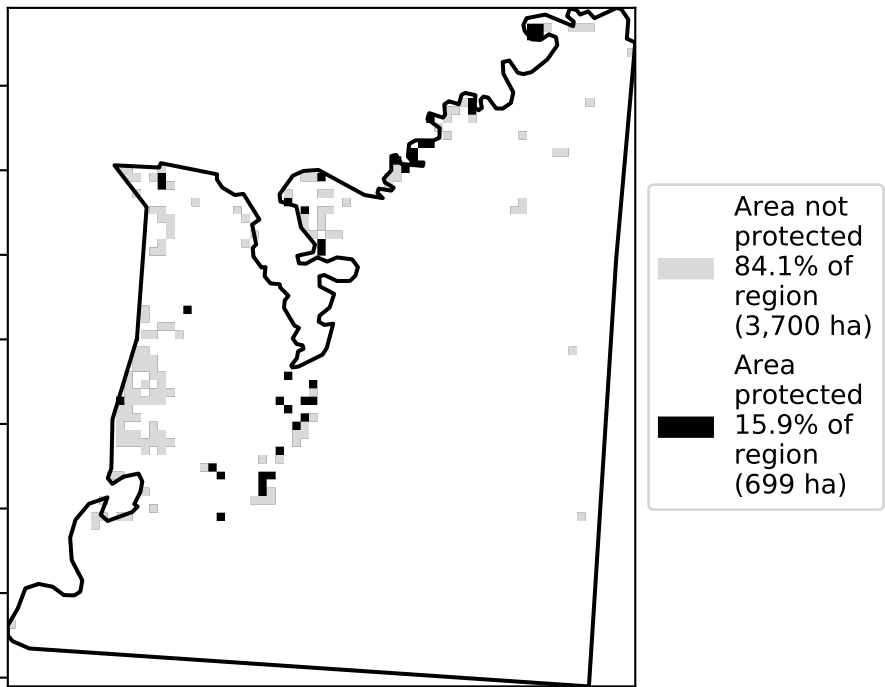 Area not
protected
84.1% of
region
(3,700 ha)
Area
protected
15.9% of
region
(699 ha)